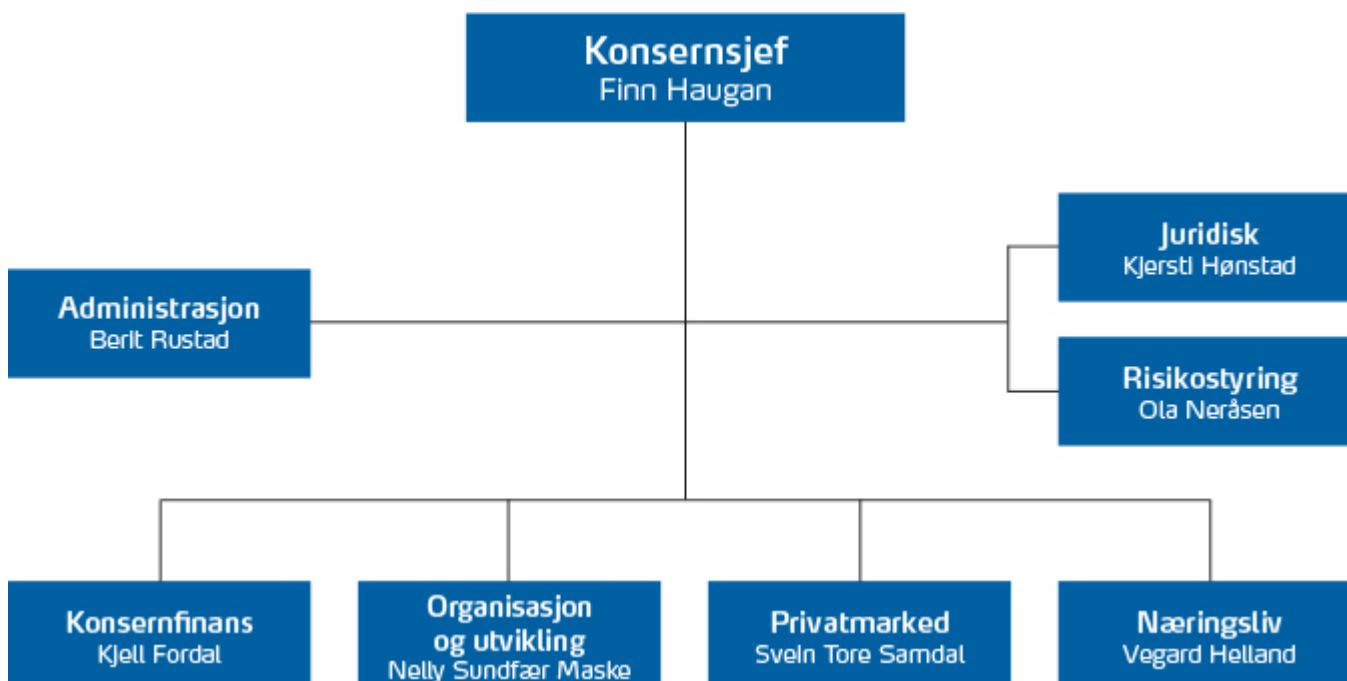 Konsernsjef
Finn Haugan
Juridisk
Kjersti Hønstad
Administrasjon
Berit Rustad
Risikostyring
Ola Neråsen
Konsernfinans
Kjell Fordal
Organisasjon
og utvikling
Nelly Sundfær Maske
Privatmarked
Svein Tore Samdal
Næringsliv
Vegard Helland